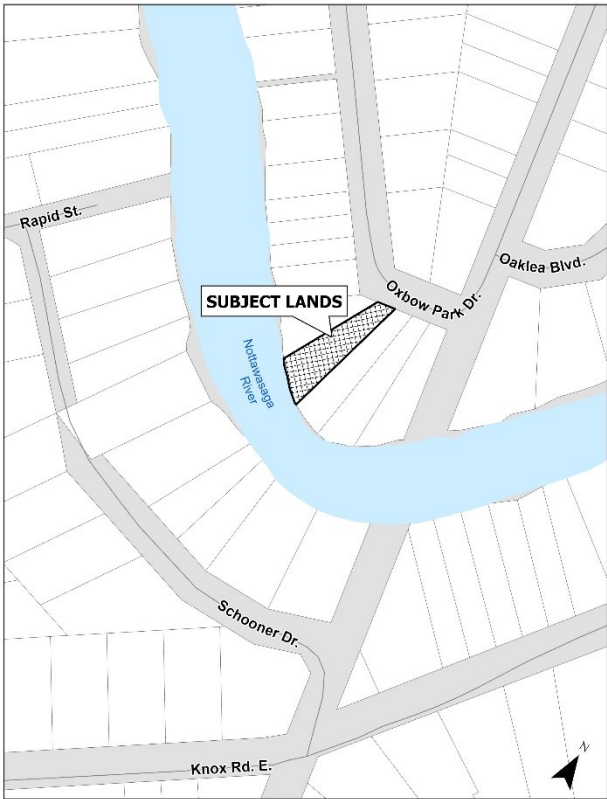 Rapid St.
Oaklea Blvd.
Oxbow Park Dr.
SUBJECT LANDS
Nottawasaga
River
Schooner Dr.
Knox Rd. E.
N